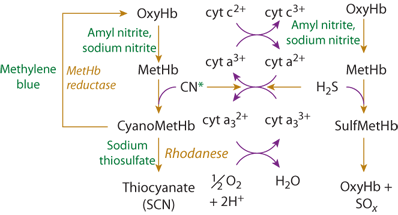 OxyHb cyt c2+ cyt c3+ OxyHb
Amyl nitrite, sodium nitrite
Amyl nitrite, sodium nitrite
Methylene blue
MetHb reductase
MetHb cyt a3+ cyt a2+ MetHb
CN* H2S
CyanoMetHb cyt a3 2+ cyt a3 3+ SulfMetHb
Sodium thiosulfate
Rhodanese
Thiocyanate (SCN)
1/2 O2 + 2H+
H2O
OxyHb + SOx